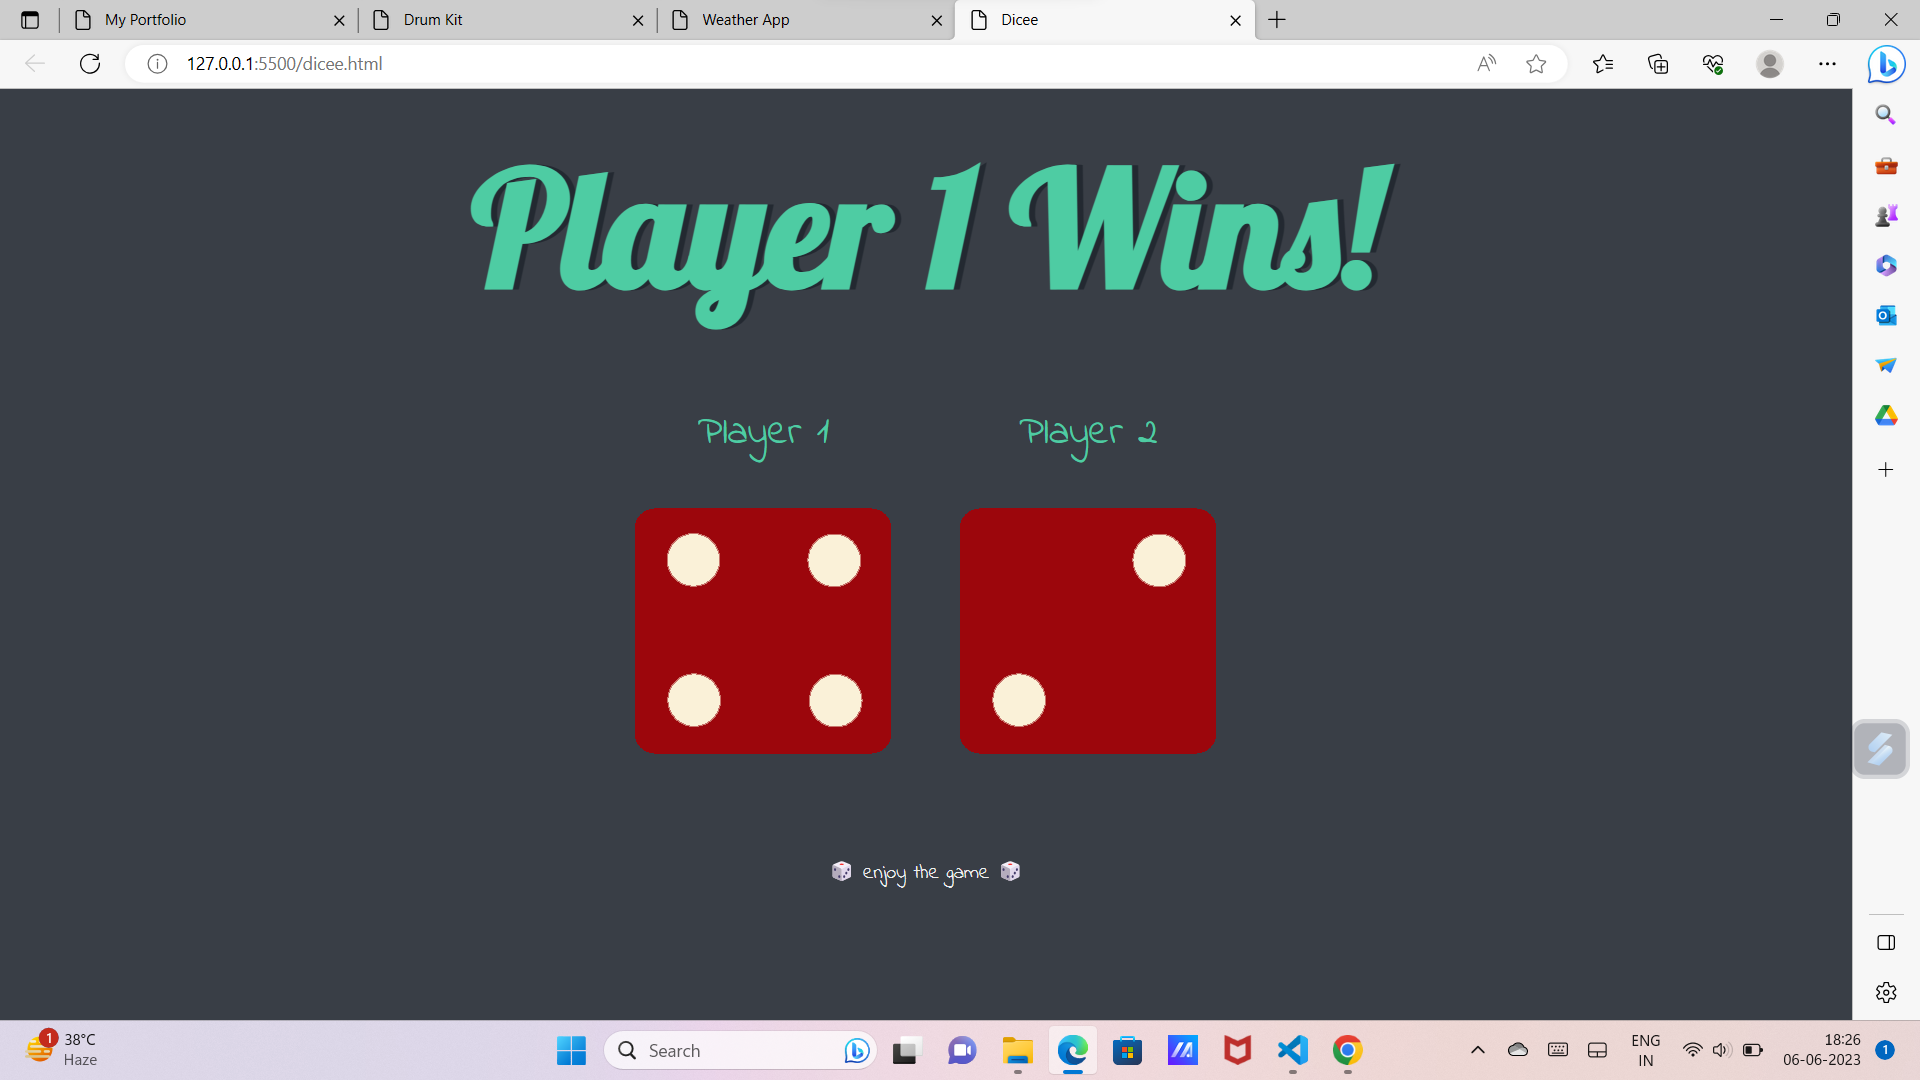 My Portfolio
Drum Kit
Weather App
Dicee
127.0.0.1:5500/dicee.html
Player 1 Wins!
Player 1
Player 2
🎲 enjoy the game 🎲
1
38°C
Haze
Search
ENG
IN
18:26
06-06-2023
1